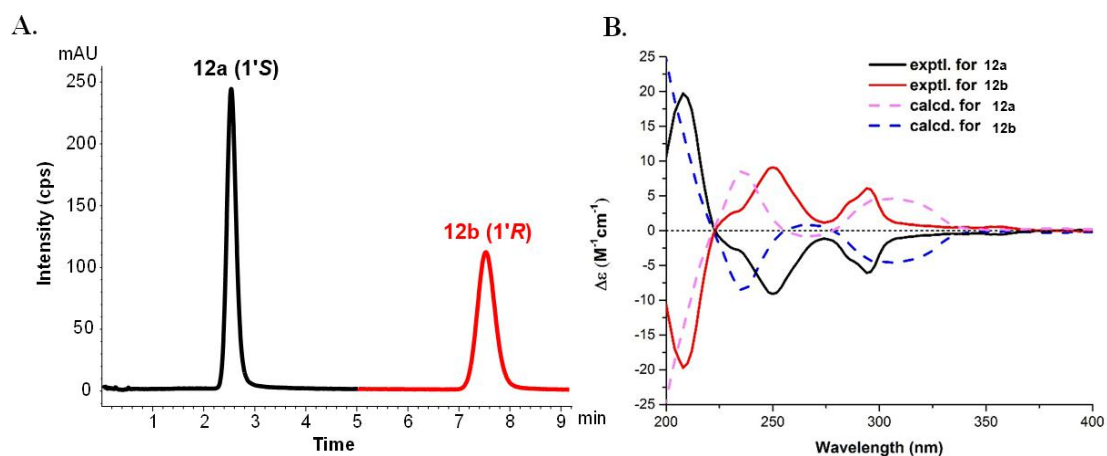 A.
mAU
250
200
150
100
50
0
Intensity (cps)
12a (1'S)
12b (1'R)
1 2 3 4 5 6 7 8 9 min
Time
B.
25
20
15
10
5
0
-5
-10
-15
-20
-25
Δε (M⁻¹cm⁻¹)
exptl. for 12a
exptl. for 12b
calcd. for 12a
calcd. for 12b
200 250 300 350 400
Wavelength (nm)